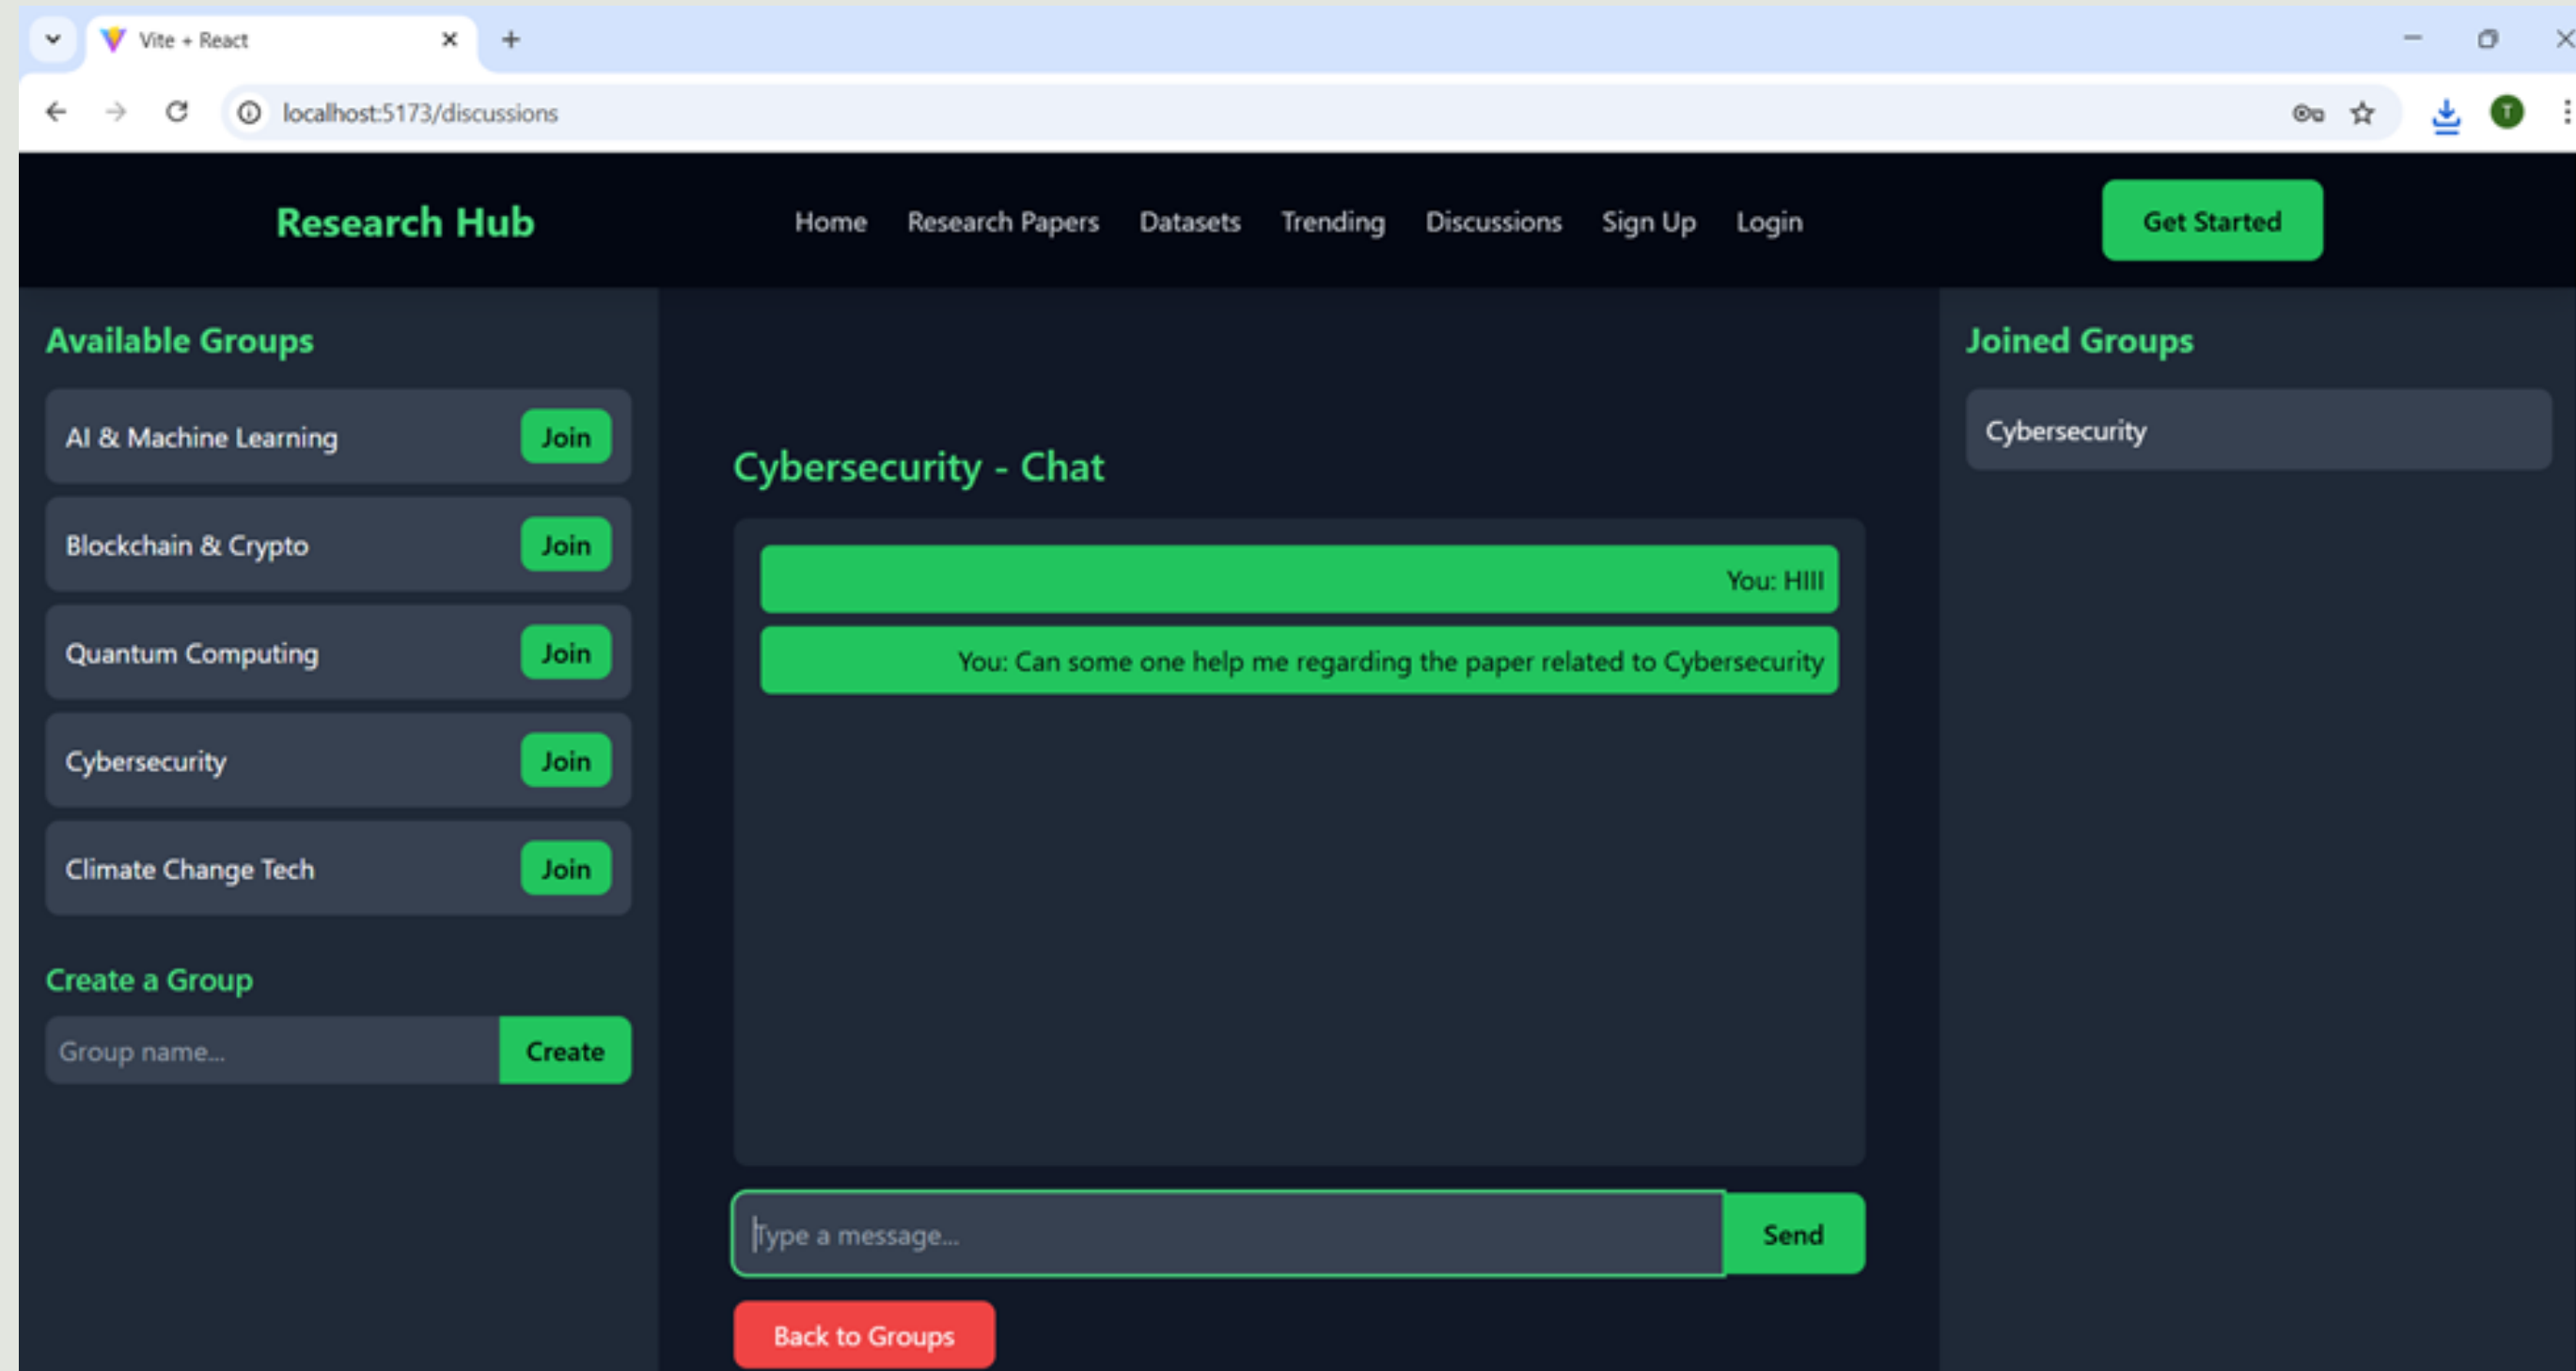 Vite + React
localhost:5173/discussions
T
Research Hub
Home Research Papers Datasets Trending Discussions Sign Up Login
Get Started
Available Groups
AI & Machine Learning Join
Blockchain & Crypto Join
Quantum Computing Join
Cybersecurity Join
Climate Change Tech Join
Create a Group
Group name... Create
Cybersecurity - Chat
You: HIII
You: Can some one help me regarding the paper related to Cybersecurity
Type a message... Send
Back to Groups
Joined Groups
Cybersecurity